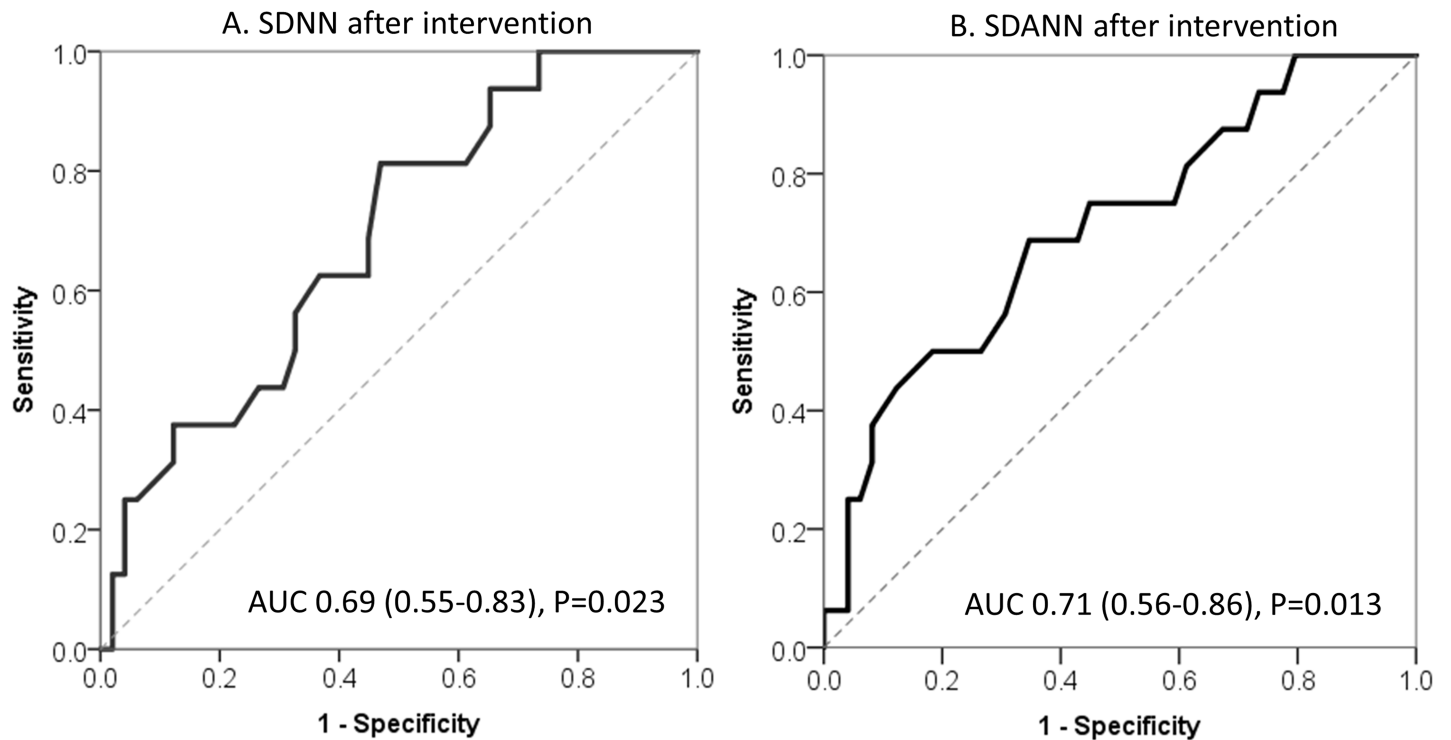 A. SDNN after intervention
1.0
0.8
0.6
0.4
0.2
0.0
Sensitivity
AUC 0.69 (0.55-0.83), P=0.023
0.0 0.2 0.4 0.6 0.8 1.0
1 - Specificity
B. SDANN after intervention
1.0
0.8
0.6
0.4
0.2
0.0
Sensitivity
AUC 0.71 (0.56-0.86), P=0.013
0.0 0.2 0.4 0.6 0.8 1.0
1 - Specificity